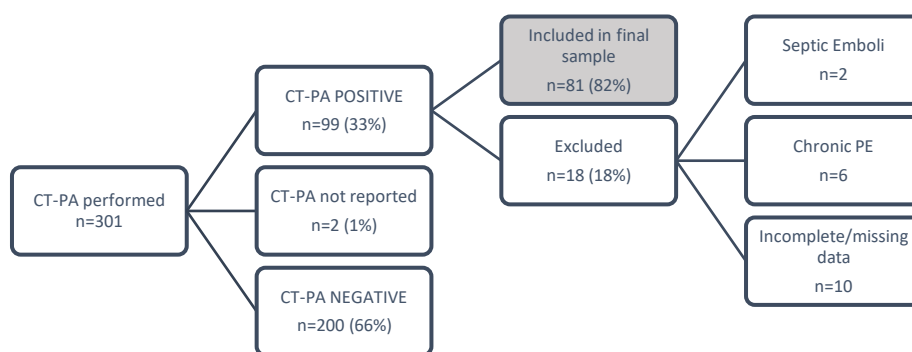 CT-PA performed
n=301
CT-PA POSITIVE
n=99 (33%)
CT-PA not reported
n=2 (1%)
CT-PA NEGATIVE
n=200 (66%)
Included in final
sample
n=81 (82%)
Excluded
n=18 (18%)
Septic Emboli
n=2
Chronic PE
n=6
Incomplete/missing
data
n=10